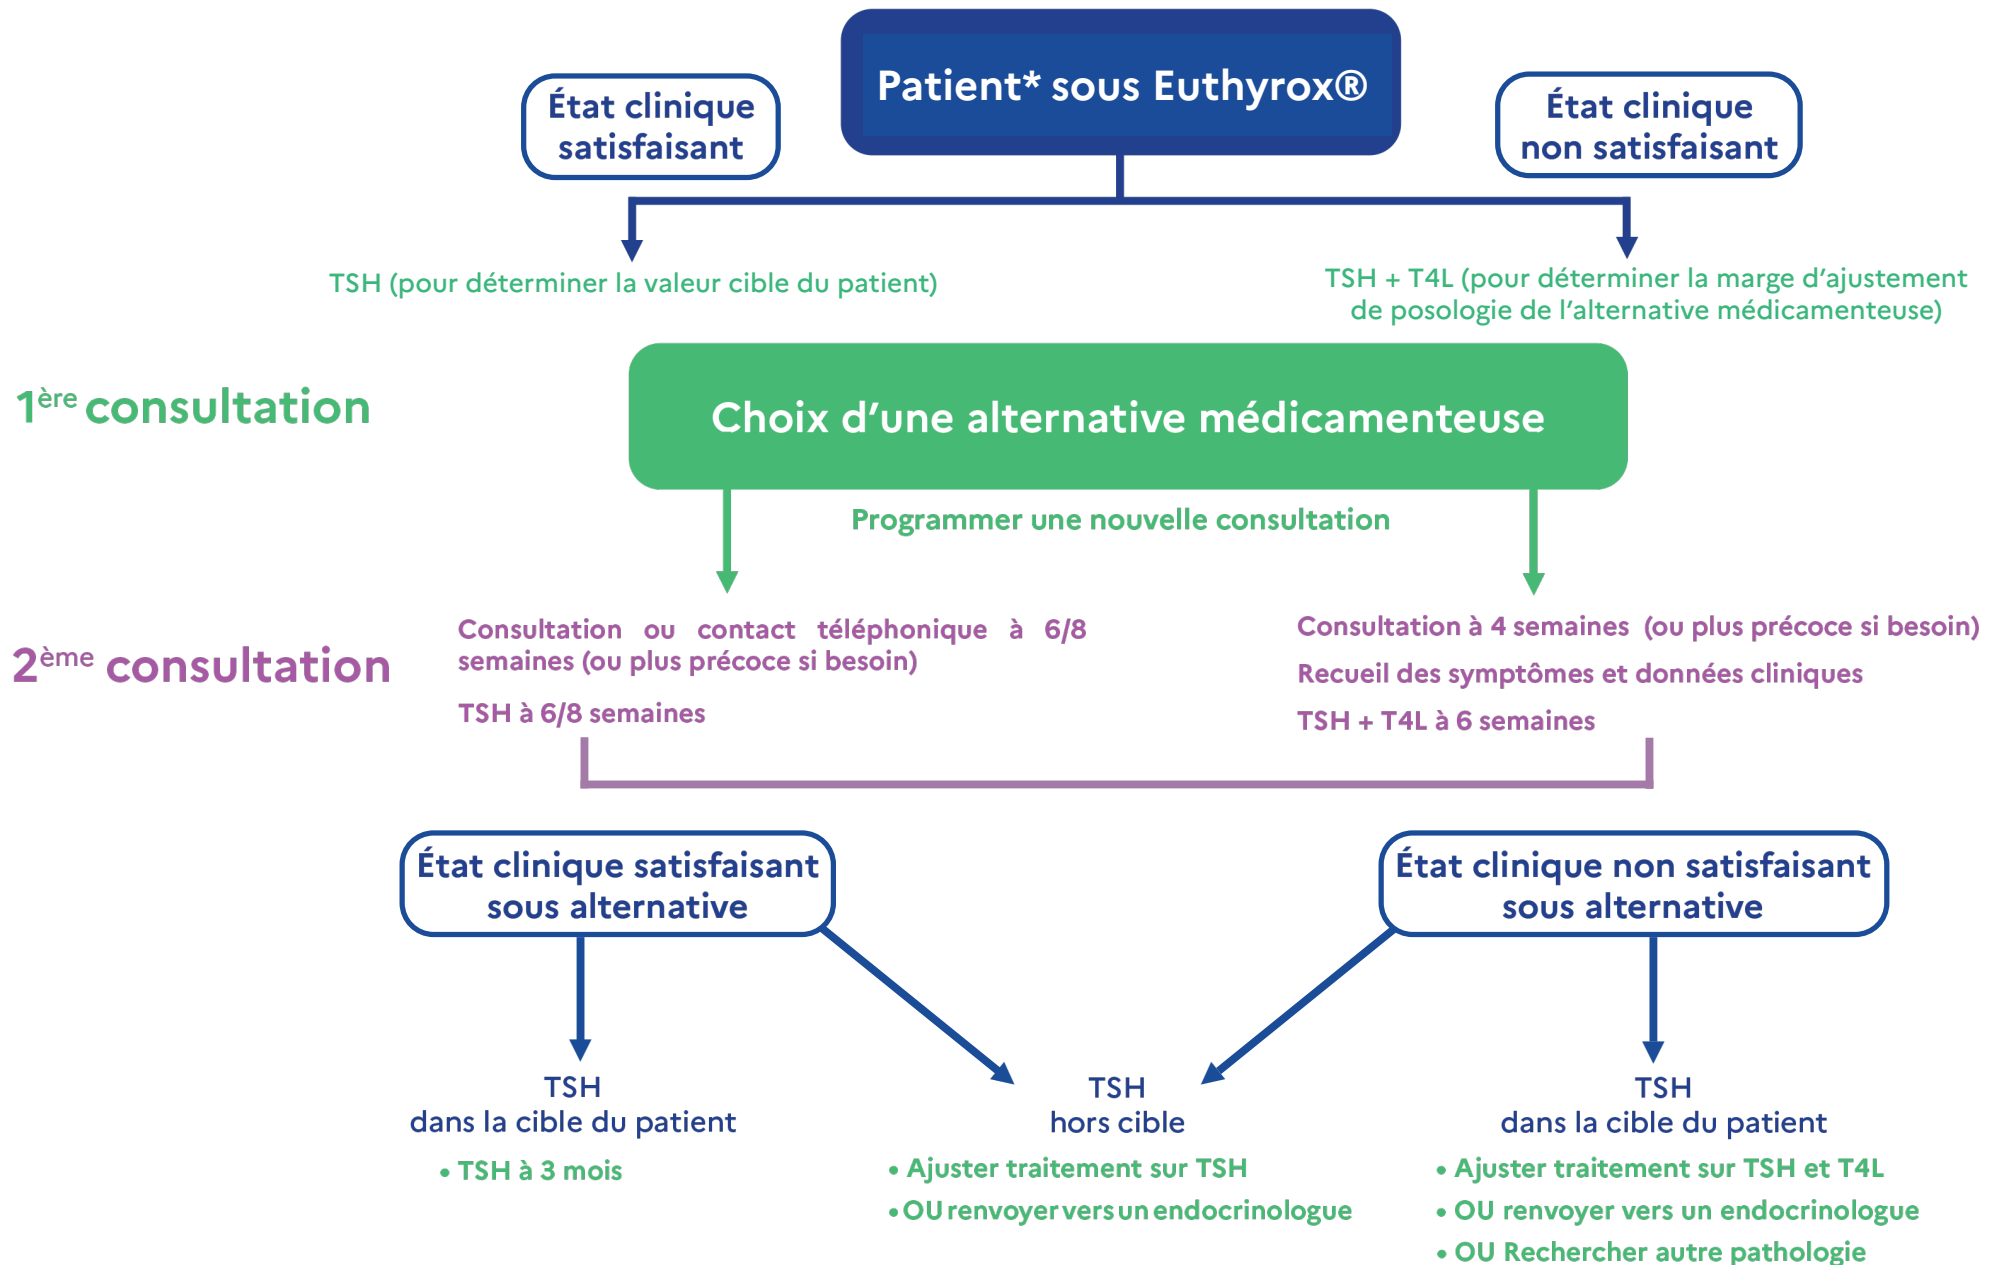 Patient* sous Euthyrox®
État clinique
satisfaisant
État clinique
non satisfaisant
TSH (pour déterminer la valeur cible du patient)
TSH + T4L (pour déterminer la marge d’ajustement
de posologie de l’alternative médicamenteuse)
1ère consultation
Choix d’une alternative médicamenteuse
Programmer une nouvelle consultation
2ème consultation
Consultation ou contact téléphonique à 6/8
semaines (ou plus précoce si besoin)
TSH à 6/8 semaines
Consultation à 4 semaines (ou plus précoce si besoin)
Recueil des symptômes et données cliniques
TSH + T4L à 6 semaines
État clinique satisfaisant
sous alternative
État clinique non satisfaisant
sous alternative
TSH
dans la cible du patient
• TSH à 3 mois
TSH
hors cible
• Ajuster traitement sur TSH
• OU renvoyer vers un endocrinologue
TSH
dans la cible du patient
• Ajuster traitement sur TSH et T4L
• OU renvoyer vers un endocrinologue
• OU Rechercher autre pathologie